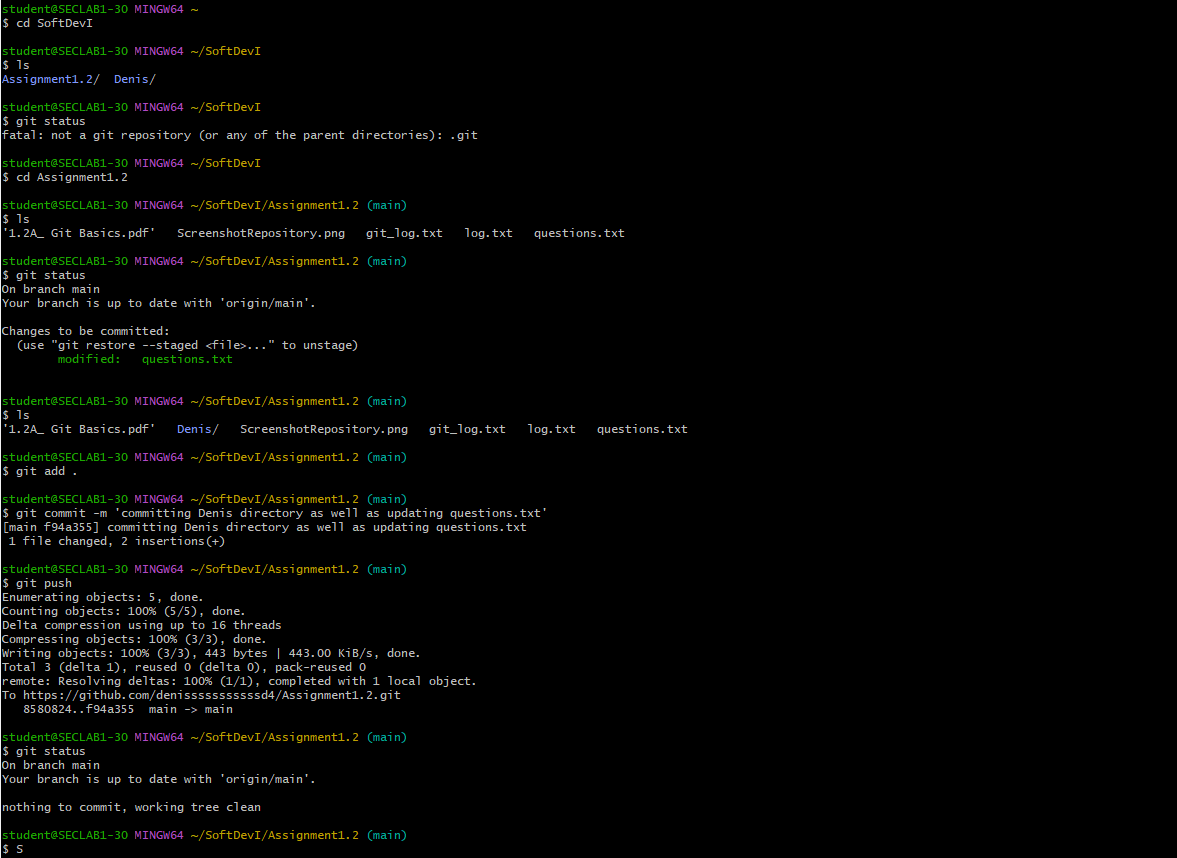 student@SECLAB1-30 MINGW64 ~
$ cd SoftDevI
student@SECLAB1-30 MINGW64 ~/SoftDevI
$ ls
Assignment1.2/  Denis/
student@SECLAB1-30 MINGW64 ~/SoftDevI
$ git status
fatal: not a git repository (or any of the parent directories): .git
student@SECLAB1-30 MINGW64 ~/SoftDevI
$ cd Assignment1.2
student@SECLAB1-30 MINGW64 ~/SoftDevI/Assignment1.2 (main)
$ ls
'1.2A_ Git Basics.pdf'   ScreenshotRepository.png   git_log.txt   log.txt   questions.txt
student@SECLAB1-30 MINGW64 ~/SoftDevI/Assignment1.2 (main)
$ git status
On branch main
Your branch is up to date with 'origin/main'.
Changes to be committed:
  (use "git restore --staged <file>..." to unstage)
        modified:   questions.txt
student@SECLAB1-30 MINGW64 ~/SoftDevI/Assignment1.2 (main)
$ ls
'1.2A_ Git Basics.pdf'   Denis/   ScreenshotRepository.png   git_log.txt   log.txt   questions.txt
student@SECLAB1-30 MINGW64 ~/SoftDevI/Assignment1.2 (main)
$ git add .
student@SECLAB1-30 MINGW64 ~/SoftDevI/Assignment1.2 (main)
$ git commit -m 'committing Denis directory as well as updating questions.txt'
[main f94a355] committing Denis directory as well as updating questions.txt
 1 file changed, 2 insertions(+)
student@SECLAB1-30 MINGW64 ~/SoftDevI/Assignment1.2 (main)
$ git push
Enumerating objects: 5, done.
Counting objects: 100% (5/5), done.
Delta compression using up to 16 threads
Compressing objects: 100% (3/3), done.
Writing objects: 100% (3/3), 443 bytes | 443.00 KiB/s, done.
Total 3 (delta 1), reused 0 (delta 0), pack-reused 0
remote: Resolving deltas: 100% (1/1), completed with 1 local object.
To https://github.com/denisssssssssssd4/Assignment1.2.git
   8580824..f94a355  main -> main
student@SECLAB1-30 MINGW64 ~/SoftDevI/Assignment1.2 (main)
$ git status
On branch main
Your branch is up to date with 'origin/main'.
nothing to commit, working tree clean
student@SECLAB1-30 MINGW64 ~/SoftDevI/Assignment1.2 (main)
$ S